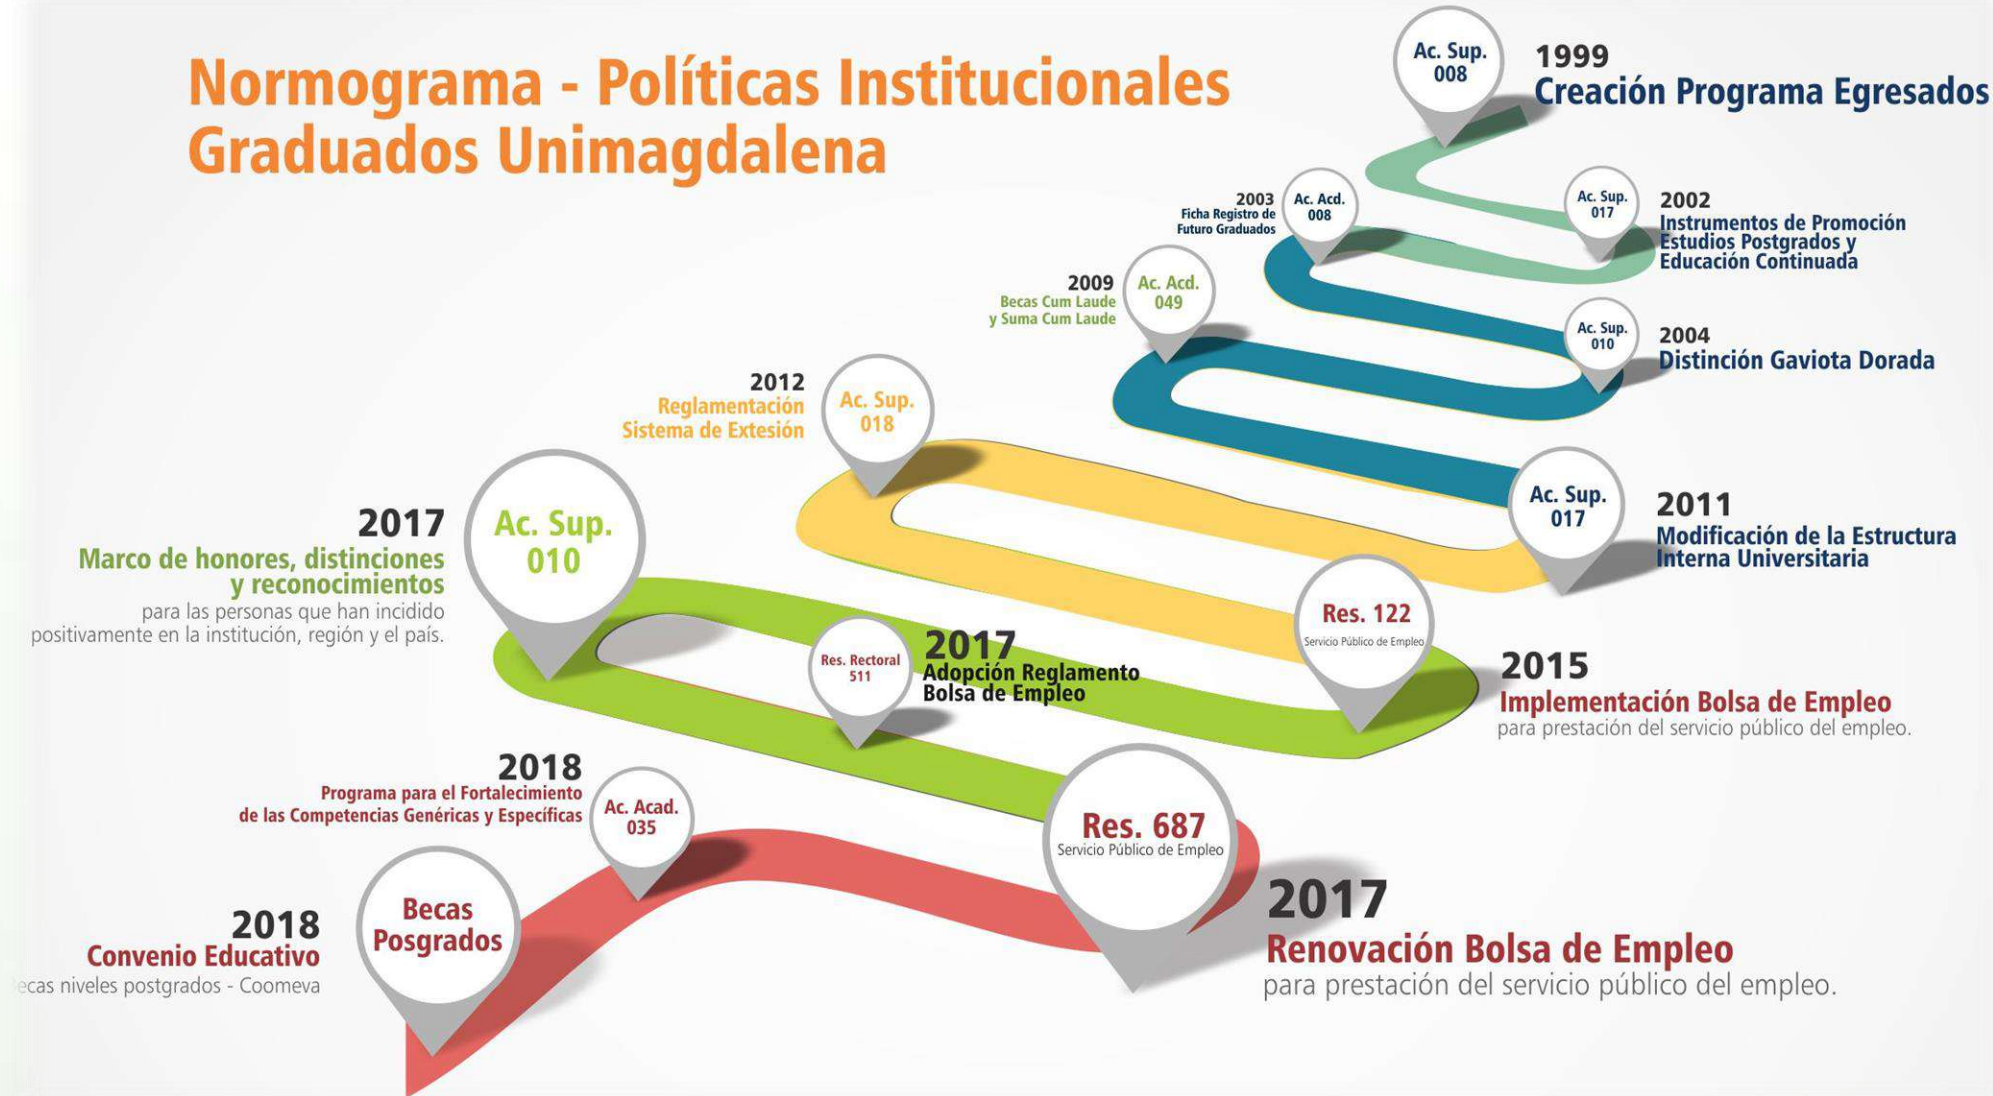 Normograma - Políticas Institucionales
Graduados Unimagdalena
Ac. Sup.
008
1999
Creación Programa Egresados
Ac. Sup.
017
2002
Instrumentos de Promoción
Estudios Postgrados y
Educación Continuada
2003
Ficha Registro de
Futuro Graduados
Ac. Acd.
008
Ac. Sup.
010
2004
Distinción Gaviota Dorada
2009
Becas Cum Laude
y Suma Cum Laude
Ac. Acd.
049
Ac. Sup.
017
2011
Modificación de la Estructura
Interna Universitaria
2012
Reglamentación
Sistema de Extesión
Ac. Sup.
018
Res. 122
Servicio Público de Empleo
2015
Implementación Bolsa de Empleo
para prestación del servicio público del empleo.
2017
Marco de honores, distinciones
y reconocimientos
para las personas que han incidido
positivamente en la institución, región y el país.
Ac. Sup.
010
Res. Rectoral
511
2017
Adopción Reglamento
Bolsa de Empleo
Res. 687
Servicio Público de Empleo
2017
Renovación Bolsa de Empleo
para prestación del servicio público del empleo.
2018
Programa para el Fortalecimiento
de las Competencias Genéricas y Específicas
Ac. Acad.
035
2018
Convenio Educativo
ecas niveles postgrados - Coomeva
Becas
Posgrados